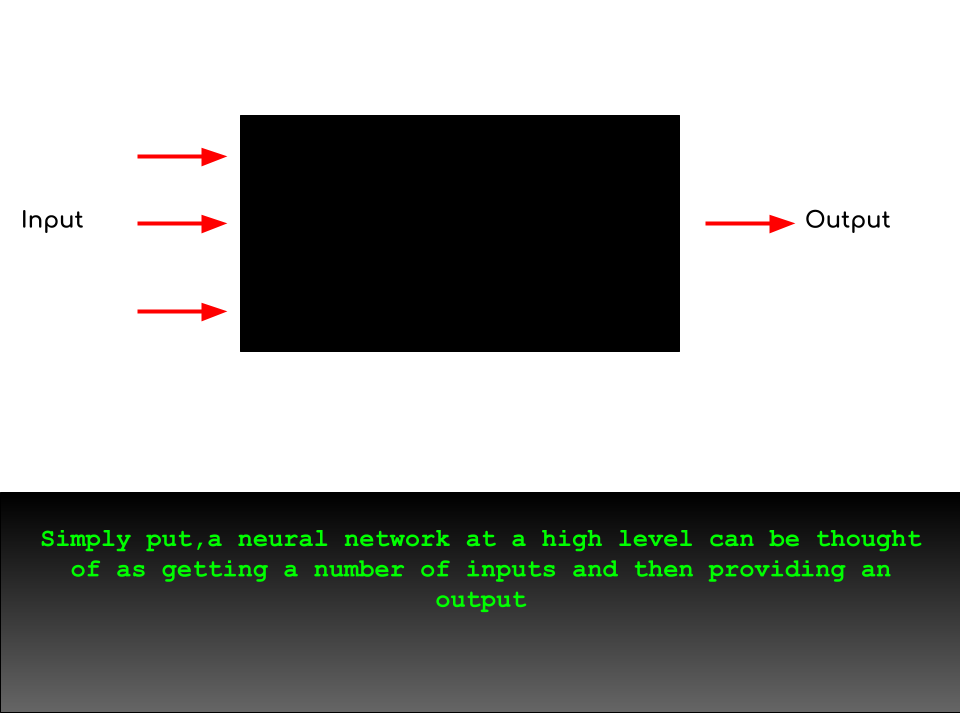 Input
Output
Simply put,a neural network at a high level can be thought
of as getting a number of inputs and then providing an
output